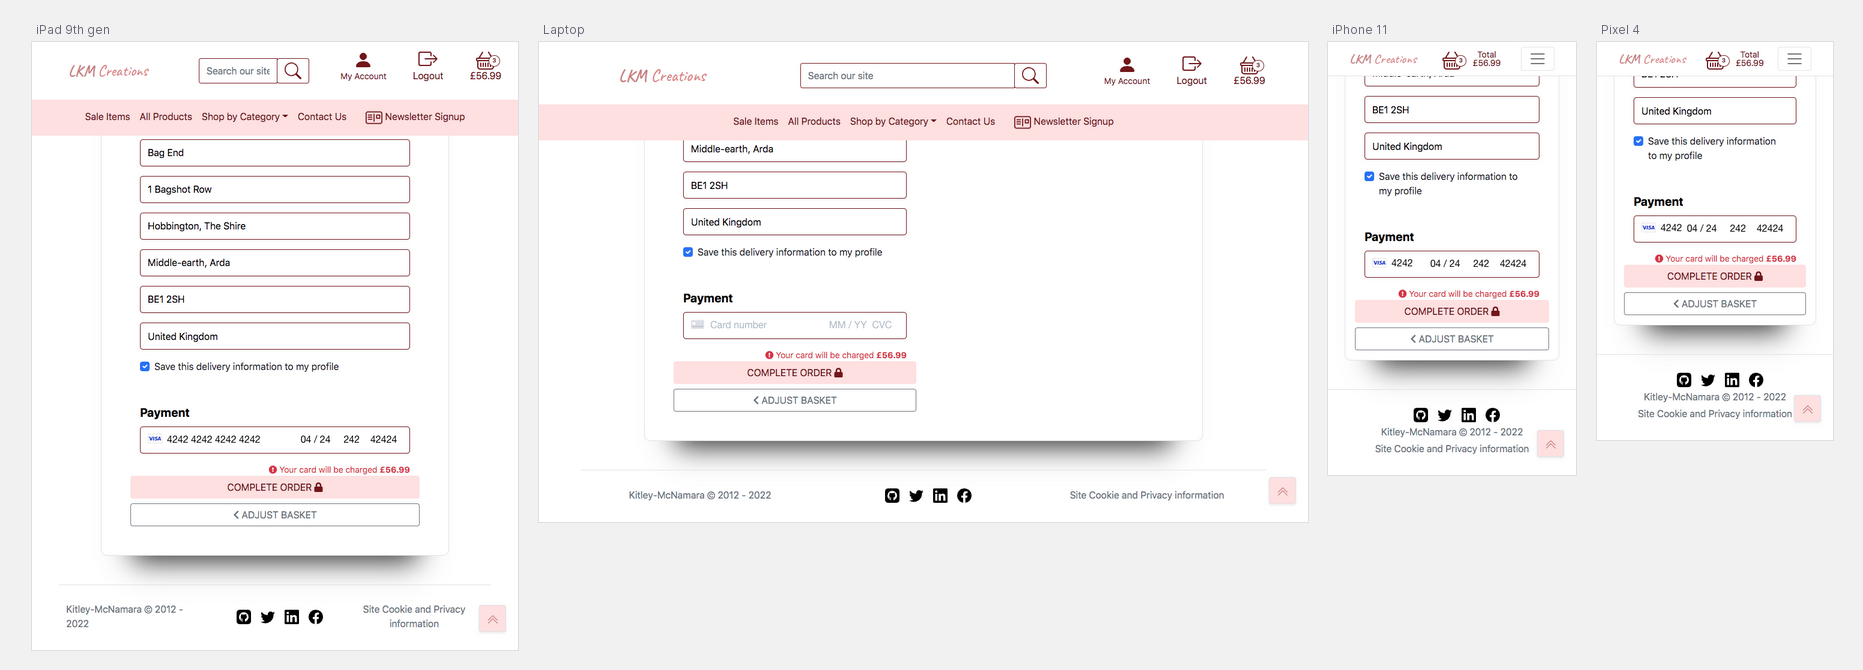 iPad 9th gen
LKM Creations
Search our site
My Account
Logout
3
£56.99
Sale Items
All Products
Shop by Category
Contact Us
Newsletter Signup
Bag End
1 Bagshot Row
Hobbington, The Shire
Middle-earth, Arda
BE1 2SH
United Kingdom
Save this delivery information to my profile
Payment
VISA 4242 4242 4242 4242 04 / 24 242 42424
Your card will be charged £56.99
COMPLETE ORDER
ADJUST BASKET
Kitley-McNamara © 2012 -
2022
Site Cookie and Privacy
information
Laptop
LKM Creations
Search our site
My Account
Logout
3
£56.99
Sale Items
All Products
Shop by Category
Contact Us
Newsletter Signup
Middle-earth, Arda
BE1 2SH
United Kingdom
Save this delivery information to my profile
Payment
Card number MM / YY CVC
Your card will be charged £56.99
COMPLETE ORDER
ADJUST BASKET
Kitley-McNamara © 2012 - 2022
Site Cookie and Privacy information
iPhone 11
LKM Creations
3
Total
£56.99
Middle-earth, Arda
BE1 2SH
United Kingdom
Save this delivery information to
my profile
Payment
VISA 4242 04 / 24 242 42424
Your card will be charged £56.99
COMPLETE ORDER
ADJUST BASKET
Kitley-McNamara © 2012 - 2022
Site Cookie and Privacy information
Pixel 4
LKM Creations
3
Total
£56.99
BE1 2SH
United Kingdom
Save this delivery information
to my profile
Payment
VISA 4242 04 / 24 242 42424
Your card will be charged £56.99
COMPLETE ORDER
ADJUST BASKET
Kitley-McNamara © 2012 - 2022
Site Cookie and Privacy information